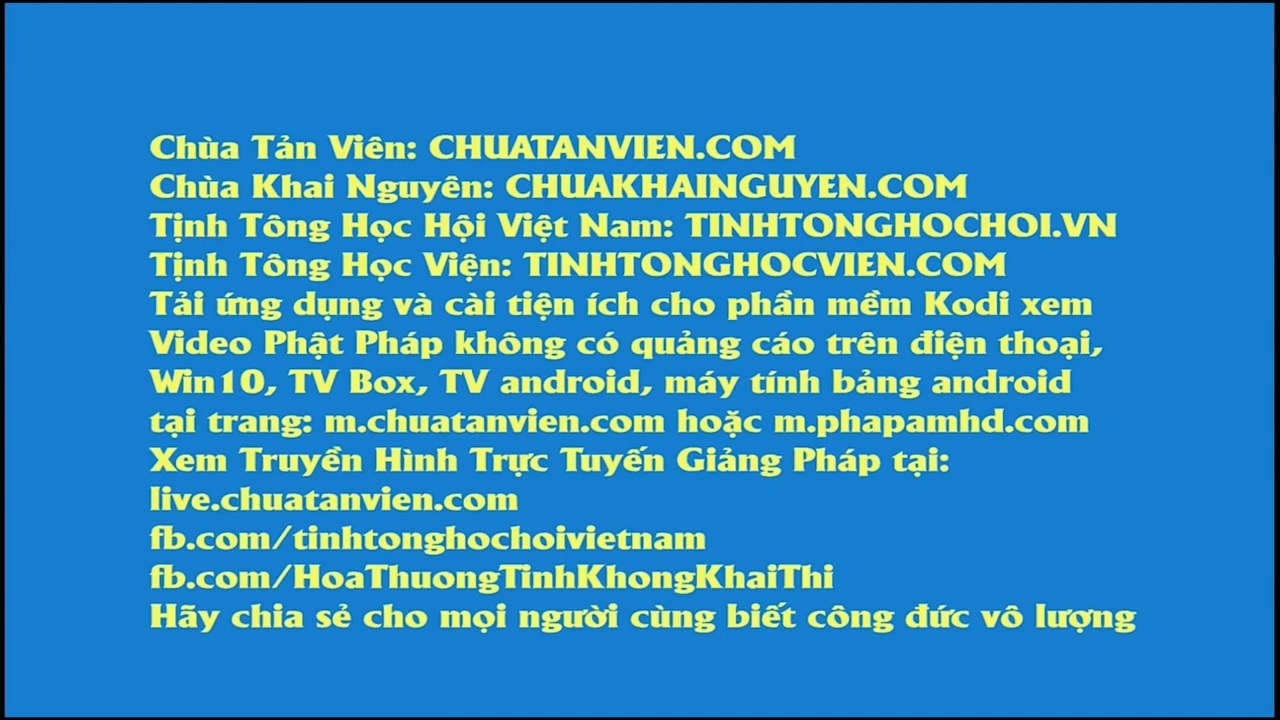 Chùa Tản Viên: CHUATANVIEN.COM
Chùa Khai Nguyên: CHUAKHAINGUYEN.COM
Tịnh Tông Học Hội Việt Nam: TINHTONGHOCHOI.VN
Tịnh Tông Học Viện: TINHTONGHOCVIEN.COM
Tải ứng dụng và cài tiện ích cho phần mềm Kodi xem
Video Phật Pháp không có quảng cáo trên điện thoại,
Win10, TV Box, TV android, máy tính bảng android
tại trang: m.chuatanvien.com hoặc m.phapamhd.com
Xem Truyền Hình Trực Tuyến Giảng Pháp tại:
live.chuatanvien.com
fb.com/tinhtonghochoivietnam
fb.com/HoaThuongTinhKhongKhaiThi
Hãy chia sẻ cho mọi người cùng biết công đức vô lượng